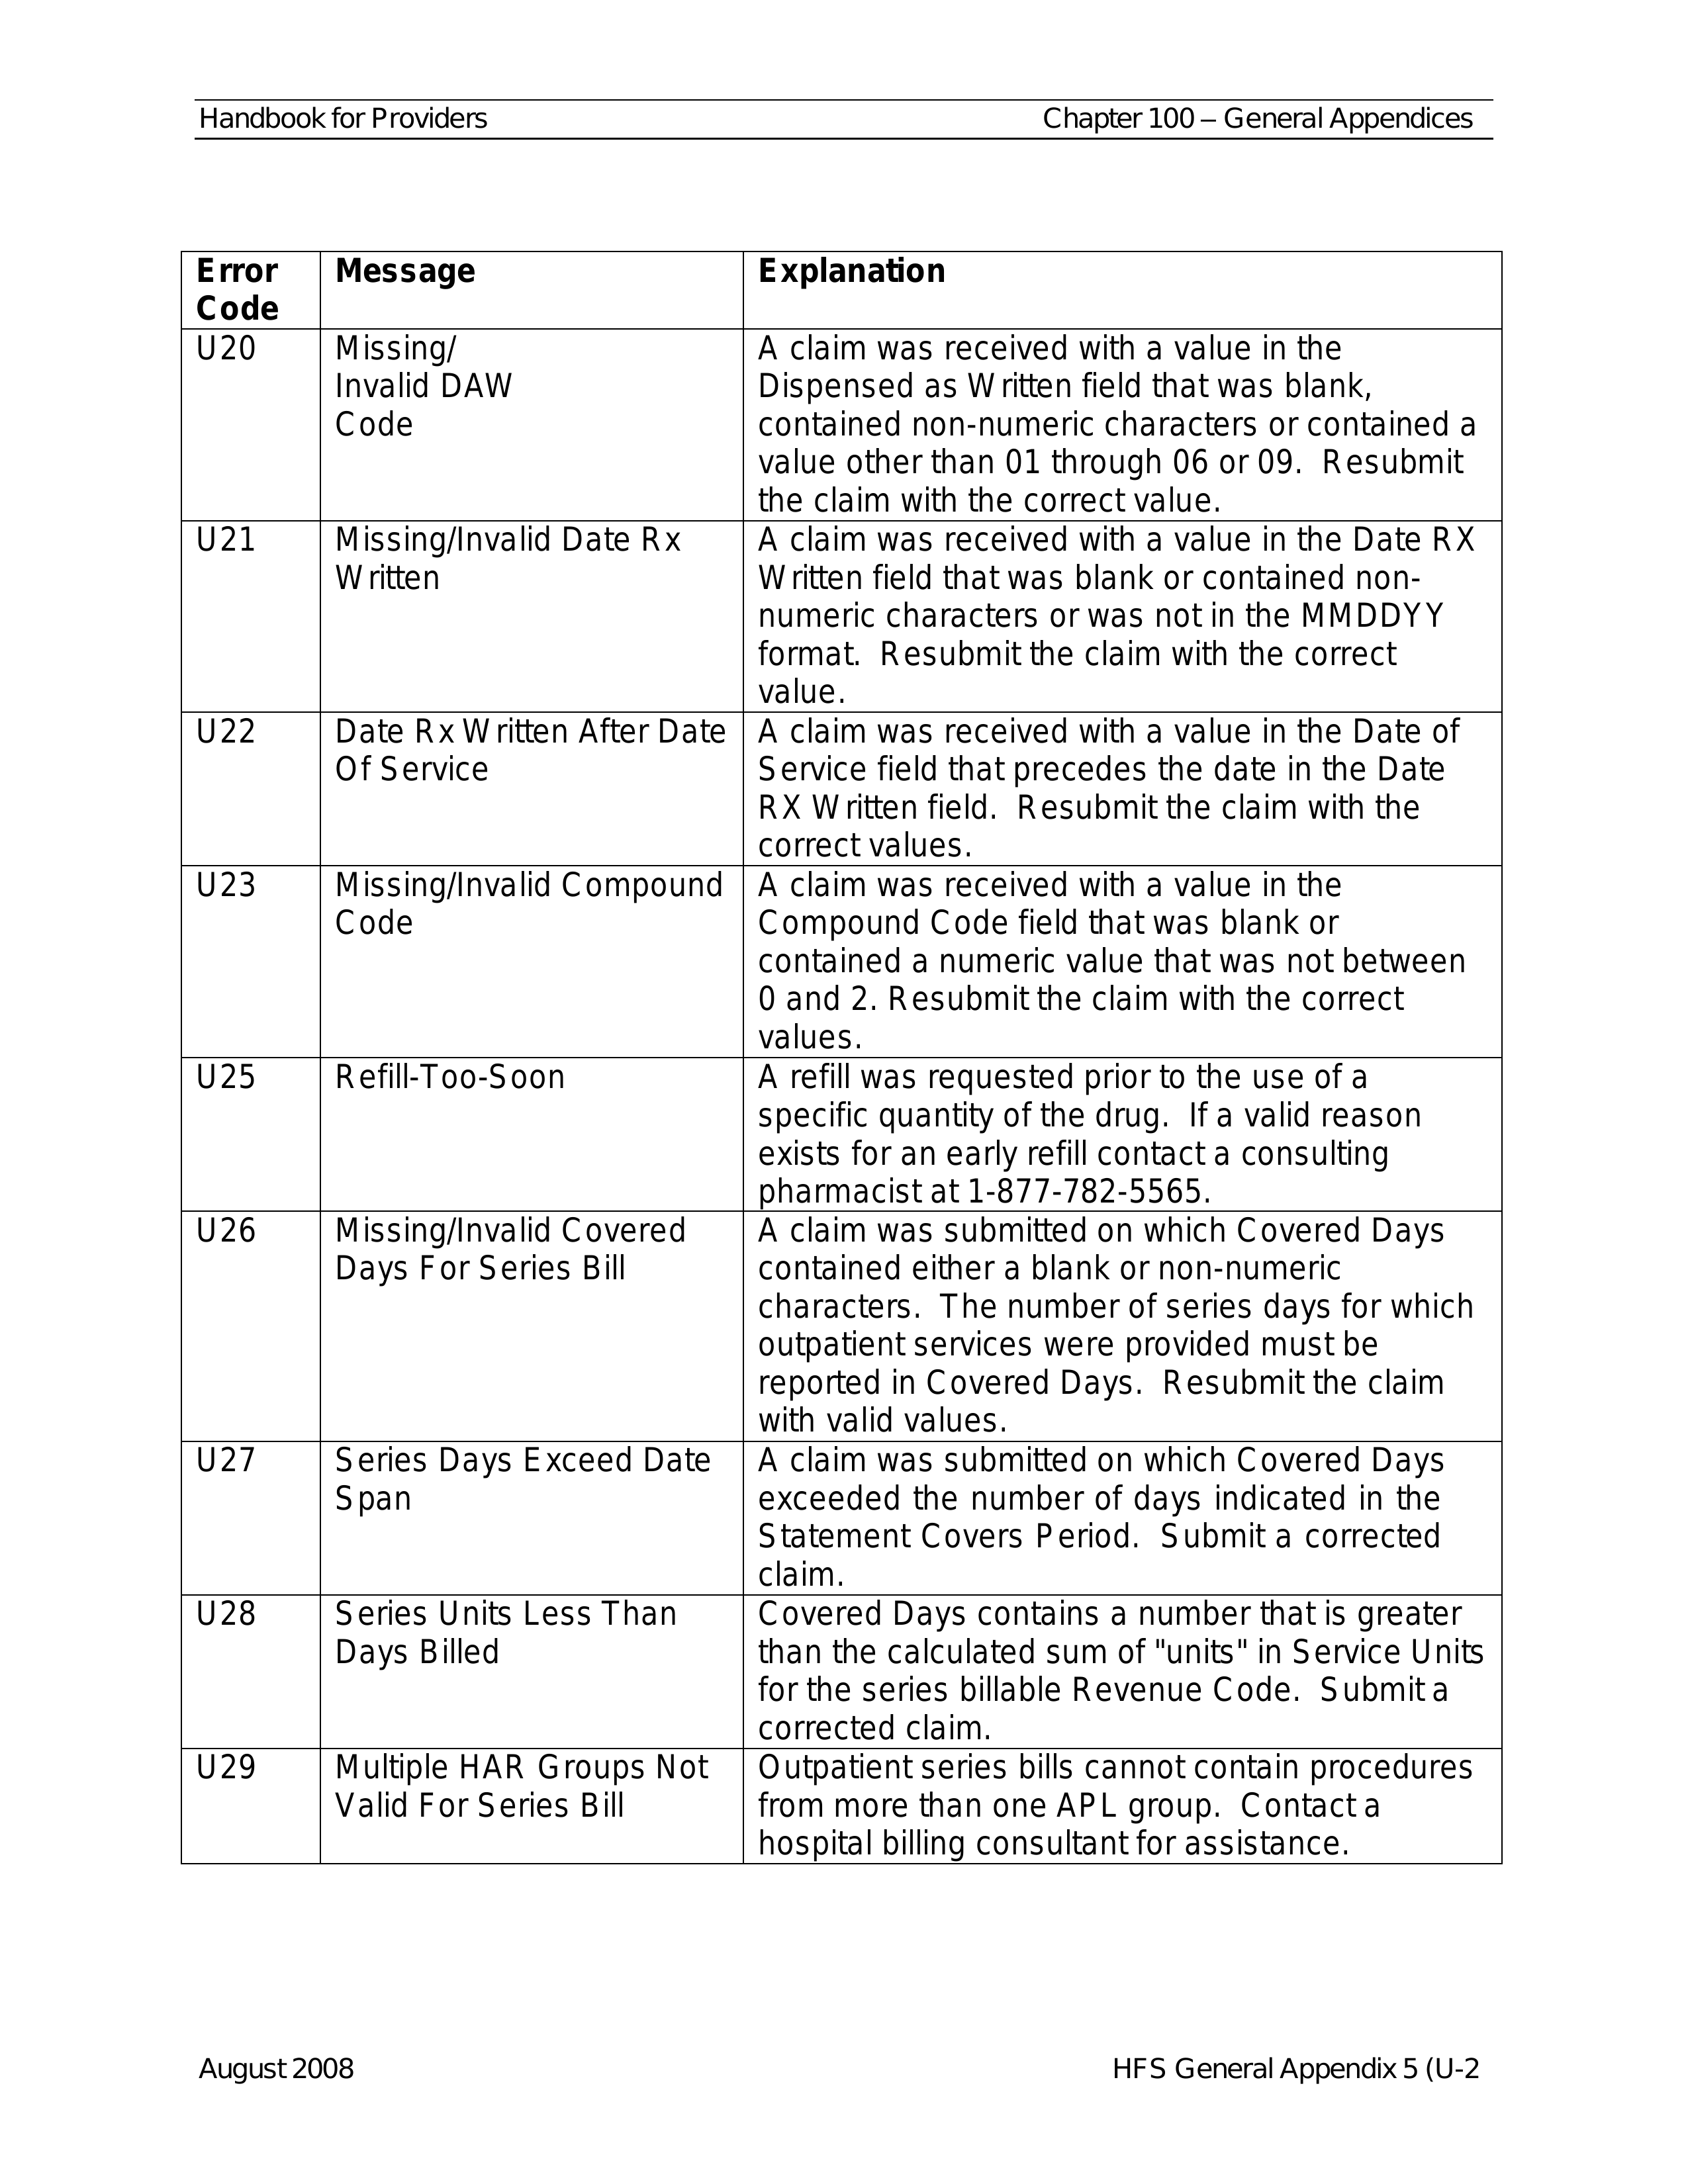 Handbook for Providers Chapter 100 – General Appendices
Error Code Message Explanation
U20 Missing/ A claim was received with a value in the
Invalid DAW Dispensed as Written field that was blank,
Code contained non-numeric characters or contained a
value other than 01 through 06 or 09. Resubmit
the claim with the correct value.
U21 Missing/Invalid Date Rx A claim was received with a value in the Date RX
Written Written field that was blank or contained non-
numeric characters or was not in the MMDDYY
format. Resubmit the claim with the correct
value.
U22 Date Rx Written After Date A claim was received with a value in the Date of
Of Service Service field that precedes the date in the Date
RX Written field. Resubmit the claim with the
correct values.
U23 Missing/Invalid Compound A claim was received with a value in the
Code Compound Code field that was blank or
contained a numeric value that was not between
0 and 2. Resubmit the claim with the correct
values.
U25 Refill-Too-Soon A refill was requested prior to the use of a
specific quantity of the drug. If a valid reason
exists for an early refill contact a consulting
pharmacist at 1-877-782-5565.
U26 Missing/Invalid Covered A claim was submitted on which Covered Days
Days For Series Bill contained either a blank or non-numeric
characters. The number of series days for which
outpatient services were provided must be
reported in Covered Days. Resubmit the claim
with valid values.
U27 Series Days Exceed Date A claim was submitted on which Covered Days
Span exceeded the number of days indicated in the
Statement Covers Period. Submit a corrected
claim.
U28 Series Units Less Than Covered Days contains a number that is greater
Days Billed than the calculated sum of "units" in Service Units
for the series billable Revenue Code. Submit a
corrected claim.
U29 Multiple HAR Groups Not Outpatient series bills cannot contain procedures
Valid For Series Bill from more than one APL group. Contact a
hospital billing consultant for assistance.
August 2008 HFS General Appendix 5 (U-2